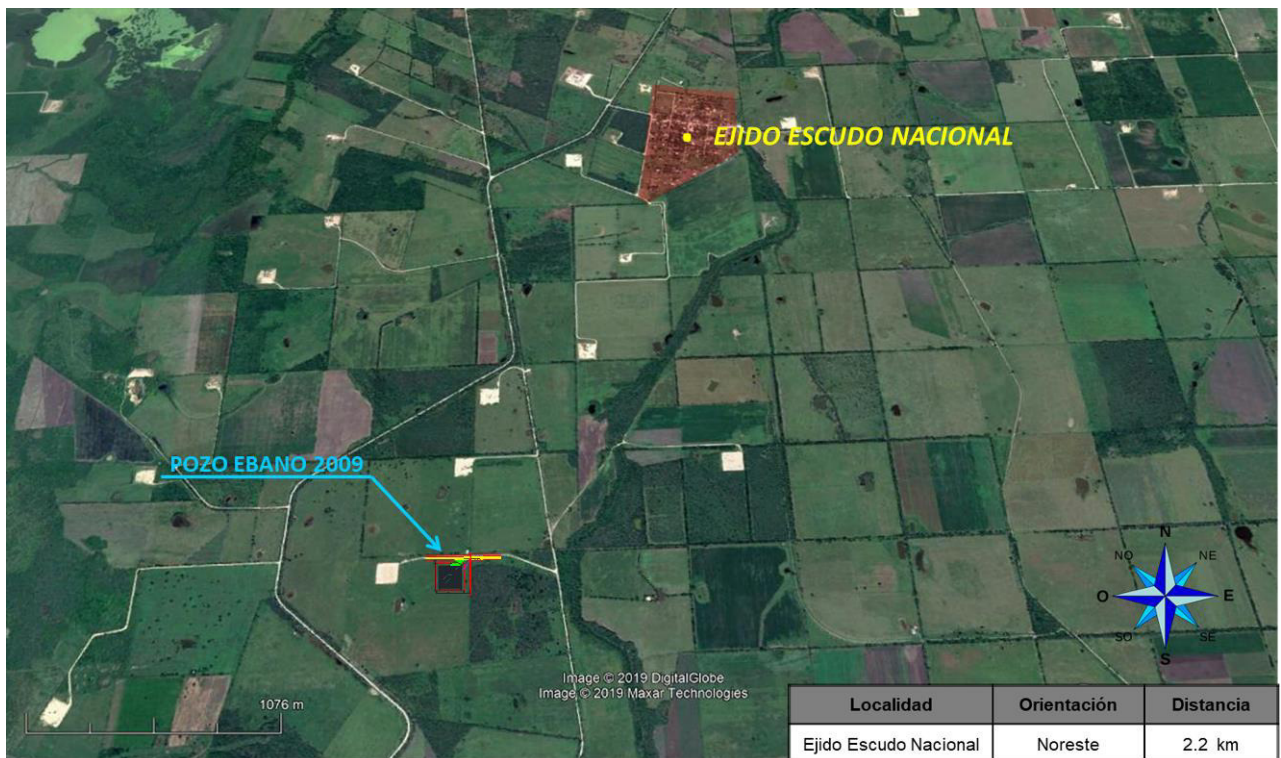 EJIDO ESCUDO NACIONAL
POZO EBANO 2009
N
NO NE
O E
SO SE
S
Image © 2019 DigitalGlobe
Image © 2019 Maxar Technologies
1076 m
Localidad Orientación Distancia
Ejido Escudo Nacional Noreste 2.2 km